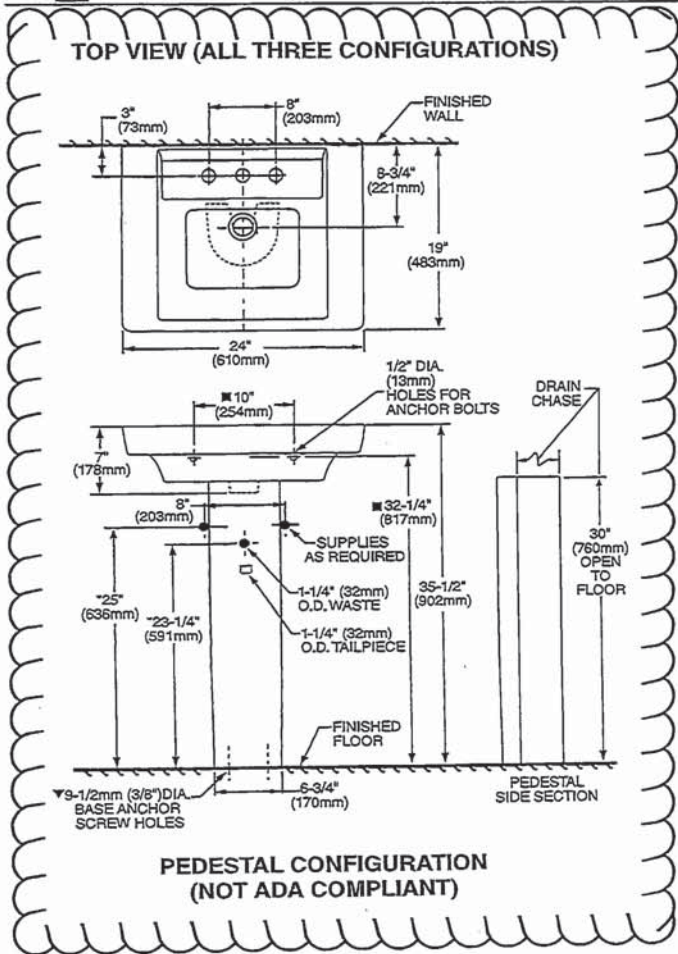 TOP VIEW (ALL THREE CONFIGURATIONS)
3"
(73mm)
8"
(203mm)
FINISHED
WALL
8-3/4"
(221mm)
19"
(483mm)
24"
(610mm)
1/2" DIA.
(13mm)
HOLES FOR
ANCHOR BOLTS
DRAIN
CHASE
■ 10"
(254mm)
7"
(178mm)
8"
(203mm)
■ 32-1/4"
(817mm)
SUPPLIES
AS REQUIRED
30"
(760mm)
OPEN
TO
FLOOR
*25"
(636mm)
*23-1/4"
(591mm)
1-1/4" (32mm)
O.D. WASTE
35-1/2"
(902mm)
1-1/4" (32mm)
O.D. TAILPIECE
FINISHED
FLOOR
▼9-1/2mm (3/8")DIA.
BASE ANCHOR
SCREW HOLES
6-3/4"
(170mm)
PEDESTAL
SIDE SECTION
PEDESTAL CONFIGURATION
(NOT ADA COMPLIANT)